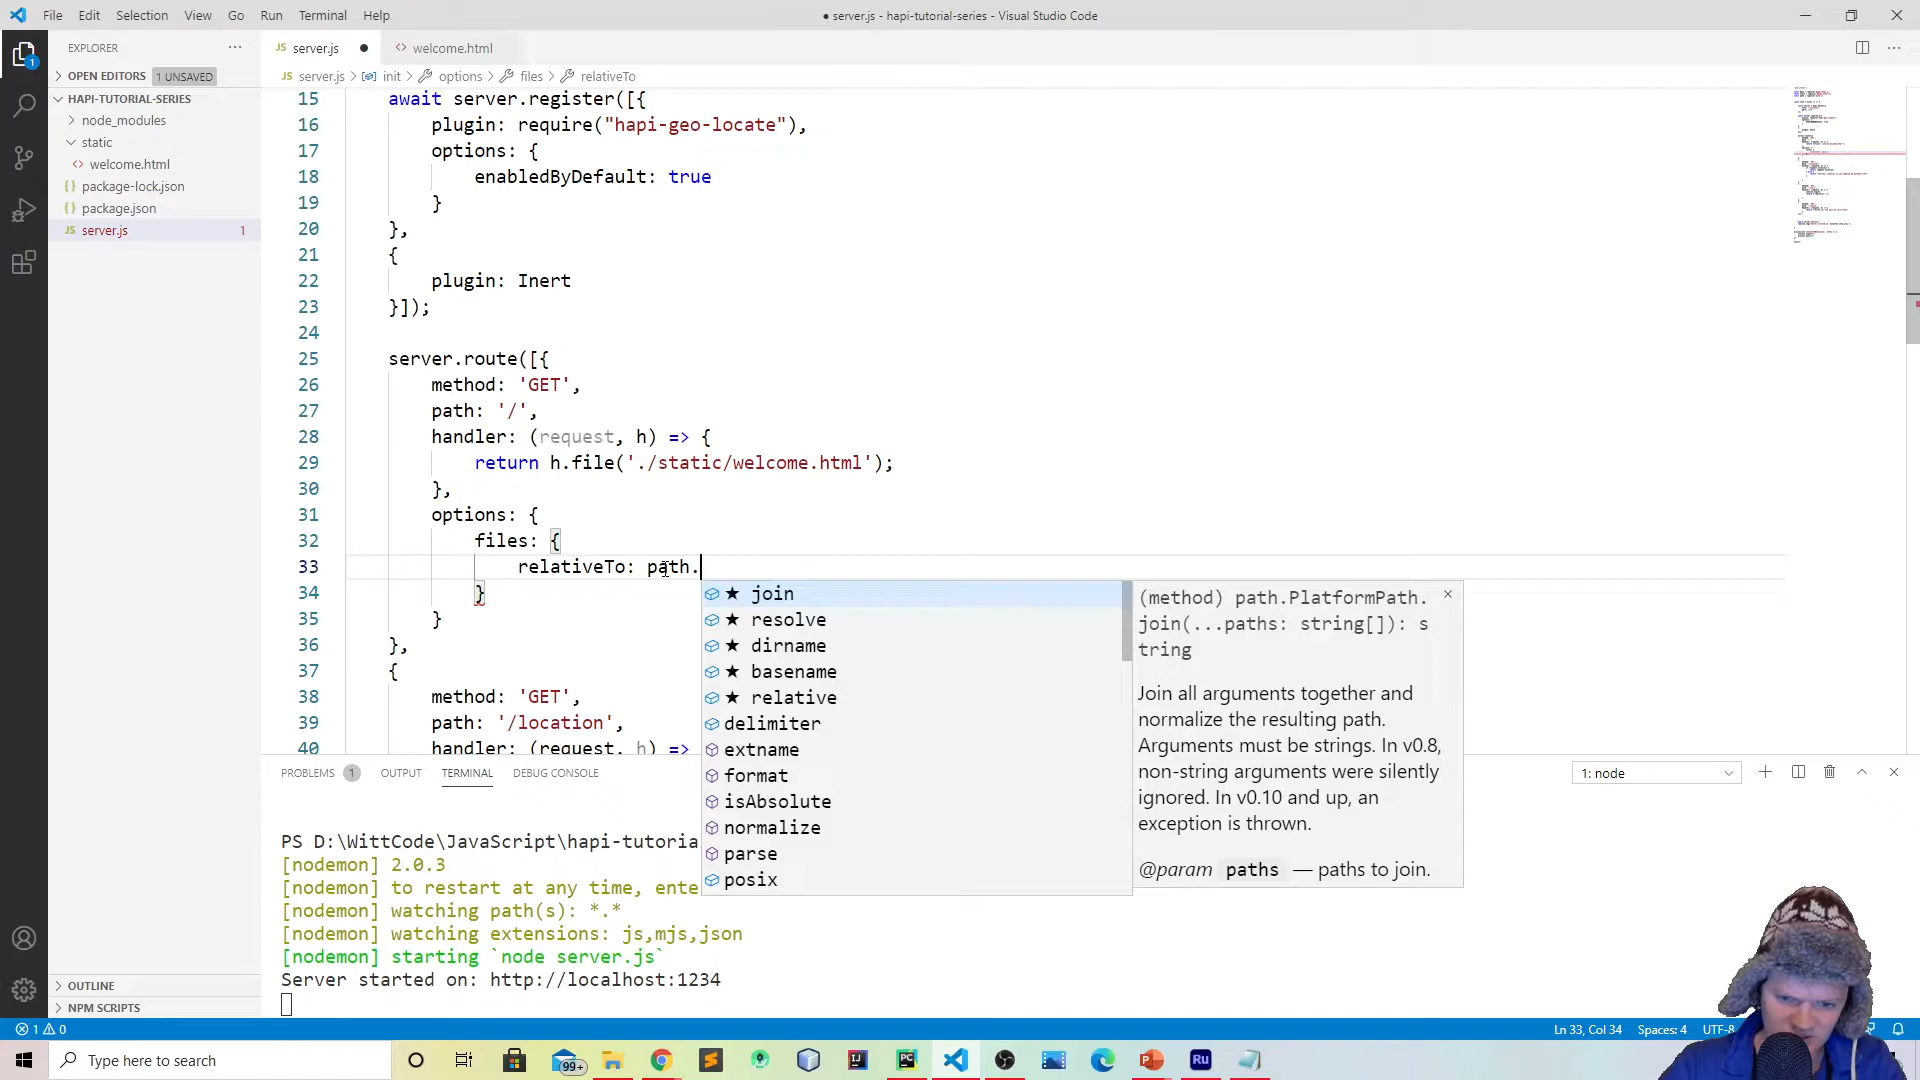 File Edit Selection View Go Run Terminal Help
● server.js - hapi-tutorial-series - Visual Studio Code
EXPLORER
OPEN EDITORS 1 UNSAVED
HAPI-TUTORIAL-SERIES
node_modules
static
<> welcome.html
{} package-lock.json
{} package.json
JS server.js 1
OUTLINE
NPM SCRIPTS
JS server.js ● <> welcome.html
JS server.js > init > options > files > relativeTo
15 await server.register([{
16 plugin: require("hapi-geo-locate"),
17 options: {
18 enabledByDefault: true
19 }
20 },
21 {
22 plugin: Inert
23 }]);
24
25 server.route([{
26 method: 'GET',
27 path: '/',
28 handler: (request, h) => {
29 return h.file('./static/welcome.html');
30 },
31 options: {
32 files: {
33 relativeTo: path.
34 }
35 }
36 },
37 {
38 method: 'GET',
39 path: '/location',
40 handler: (request, h) =>
★ join
★ resolve
★ dirname
★ basename
★ relative
delimiter
extname
format
isAbsolute
normalize
parse
posix
(method) path.PlatformPath.
join(...paths: string[]): s
tring
Join all arguments together and
normalize the resulting path.
Arguments must be strings. In v0.8,
non-string arguments were silently
ignored. In v0.10 and up, an
exception is thrown.
@param paths — paths to join.
PROBLEMS 1 OUTPUT TERMINAL DEBUG CONSOLE
1: node
PS D:\WittCode\JavaScript\hapi-tutoria
[nodemon] 2.0.3
[nodemon] to restart at any time, ente
[nodemon] watching path(s): *.*
[nodemon] watching extensions: js,mjs,json
[nodemon] starting `node server.js`
Server started on: http://localhost:1234
1 0
Ln 33, Col 34 Spaces: 4 UTF-8
Type here to search
99+
IJ
PC
Ru